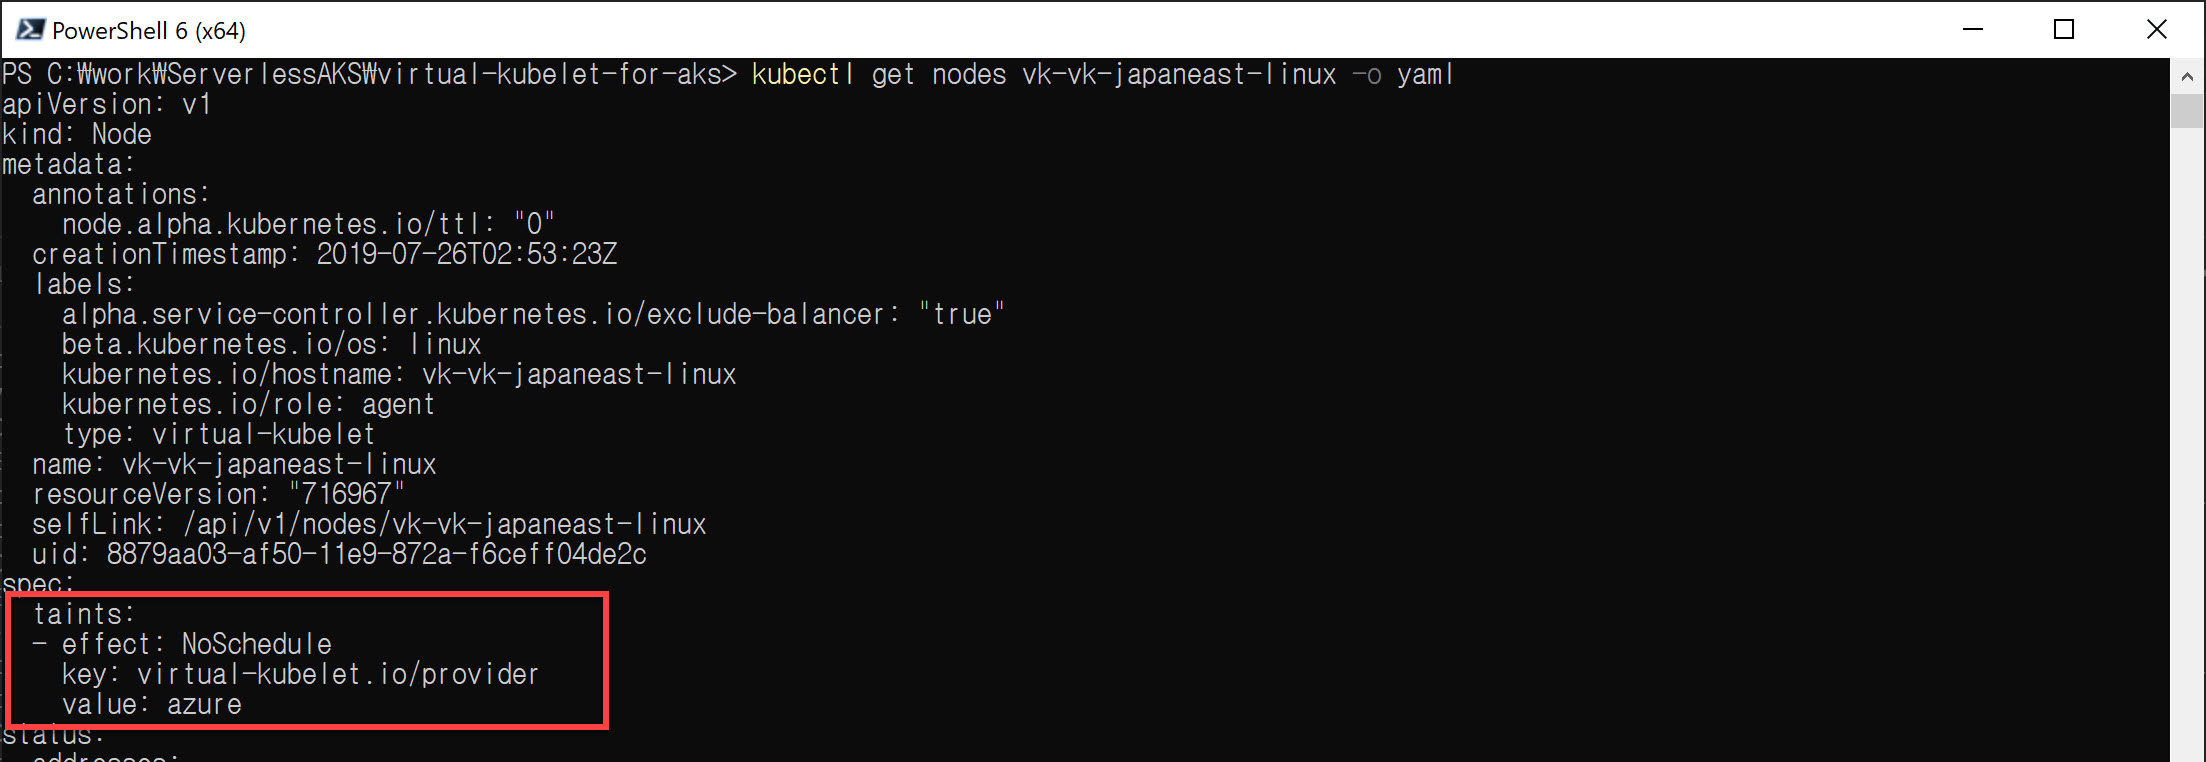 PowerShell 6 (x64)
PS C:₩work₩ServerlessAKS₩virtual-kubelet-for-aks> kubectl get nodes vk-vk-japaneast-linux -o yaml
apiVersion: v1
kind: Node
metadata:
  annotations:
    node.alpha.kubernetes.io/ttl: "0"
  creationTimestamp: 2019-07-26T02:53:23Z
  labels:
    alpha.service-controller.kubernetes.io/exclude-balancer: "true"
    beta.kubernetes.io/os: linux
    kubernetes.io/hostname: vk-vk-japaneast-linux
    kubernetes.io/role: agent
    type: virtual-kubelet
  name: vk-vk-japaneast-linux
  resourceVersion: "716967"
  selfLink: /api/v1/nodes/vk-vk-japaneast-linux
  uid: 8879aa03-af50-11e9-872a-f6ceff04de2c
spec:
  taints:
  - effect: NoSchedule
    key: virtual-kubelet.io/provider
    value: azure
status:
  addresses: